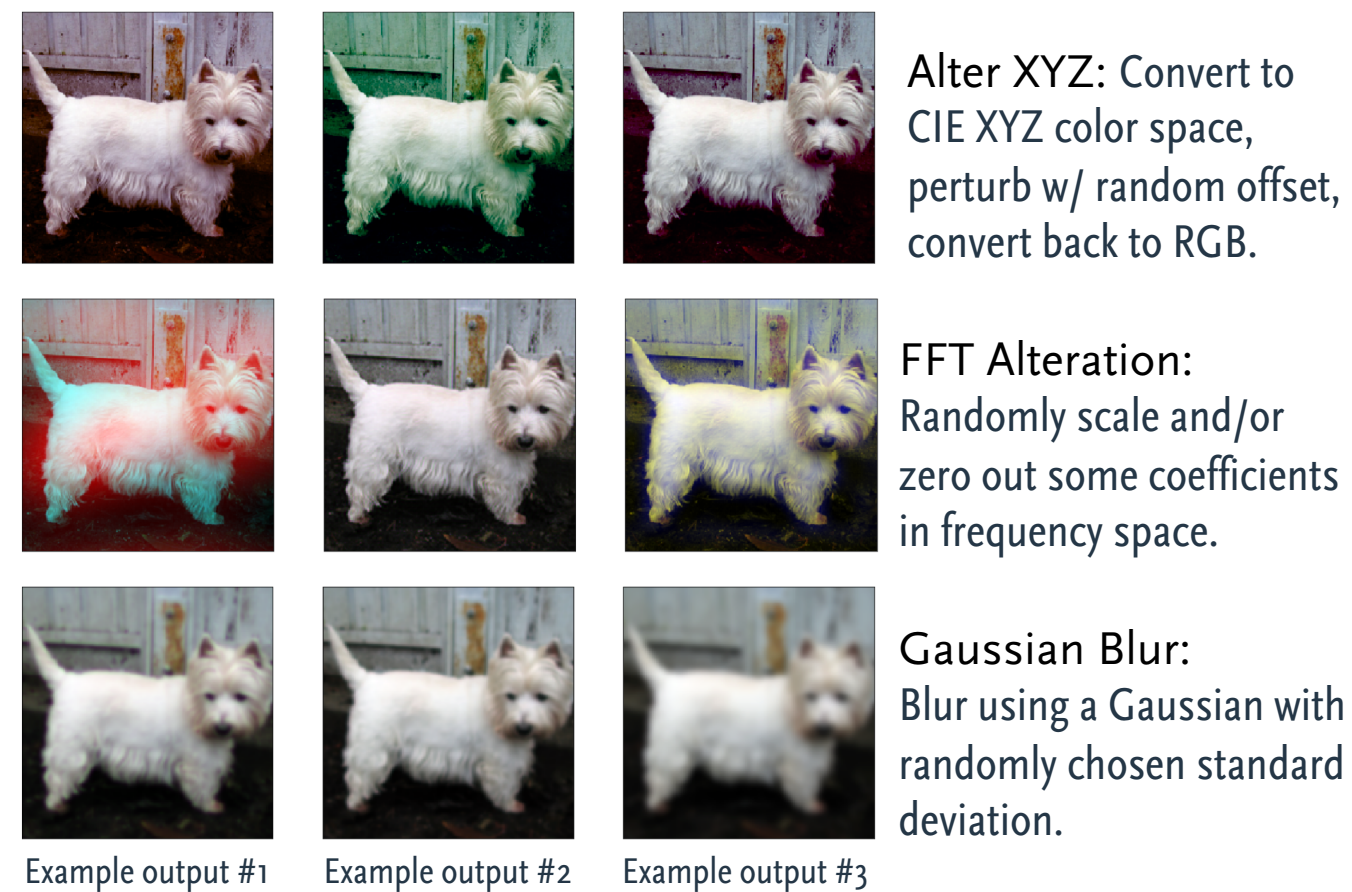 Alter XYZ: Convert to
CIE XYZ color space,
perturb w/ random offset,
convert back to RGB.
FFT Alteration:
Randomly scale and/or
zero out some coefficients
in frequency space.
Gaussian Blur:
Blur using a Gaussian with
randomly chosen standard
deviation.
Example output #1
Example output #2
Example output #3